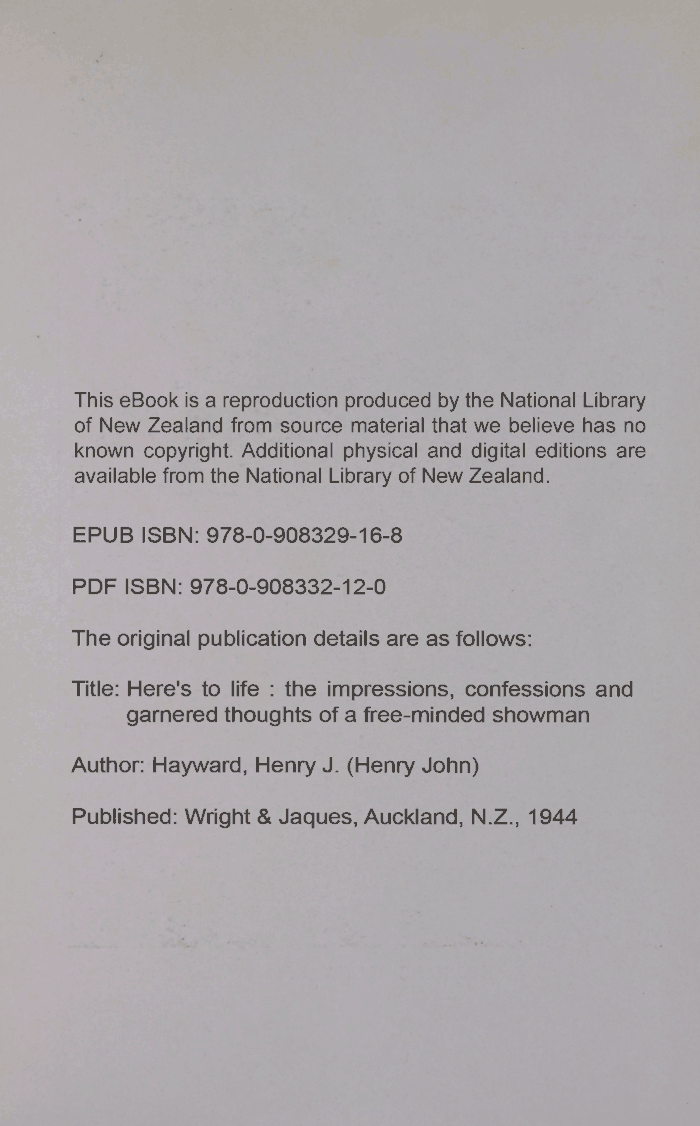 This eBook is a reproduction produced by the National Library
of New Zealand from source material that we believe has no
known copyright. Additional physical and digital editions are
available from the National Library of New Zealand.
EPUB ISBN: 978-0-908329-16-8
PDF ISBN: 978-0-908332-12-0
The original publication details are as follows:
Title: Here's to life : the impressions, confessions and
garnered thoughts of a free-minded showman
Author: Hayward, Henry J. (Henry John)
Published: Wright & Jaques, Auckland, N.Z., 1944